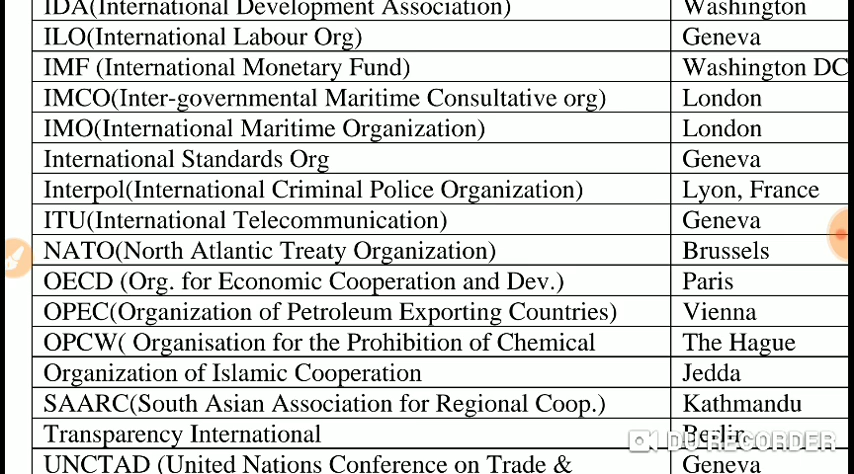 IDA(International Development Association) Washington
ILO(International Labour Org) Geneva
IMF (International Monetary Fund) Washington DC
IMCO(Inter-governmental Maritime Consultative org) London
IMO(International Maritime Organization) London
International Standards Org Geneva
Interpol(International Criminal Police Organization) Lyon, France
ITU(International Telecommunication) Geneva
NATO(North Atlantic Treaty Organization) Brussels
OECD (Org. for Economic Cooperation and Dev.) Paris
OPEC(Organization of Petroleum Exporting Countries) Vienna
OPCW( Organisation for the Prohibition of Chemical The Hague
Organization of Islamic Cooperation Jedda
SAARC(South Asian Association for Regional Coop.) Kathmandu
Transparency International Berlin
DU RECORDER
UNCTAD (United Nations Conference on Trade & Geneva